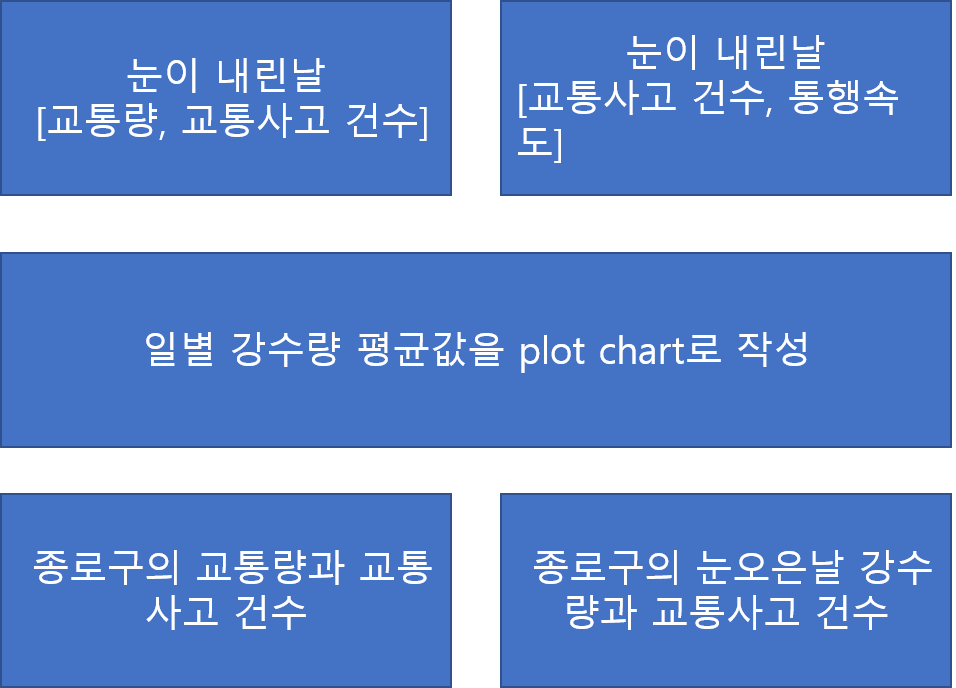 눈이 내린날
[교통량, 교통사고 건수]
눈이 내린날
[교통사고 건수, 통행속
도]
일별 강수량 평균값을 plot chart로 작성
종로구의 교통량과 교통
사고 건수
종로구의 눈오은날 강수
량과 교통사고 건수